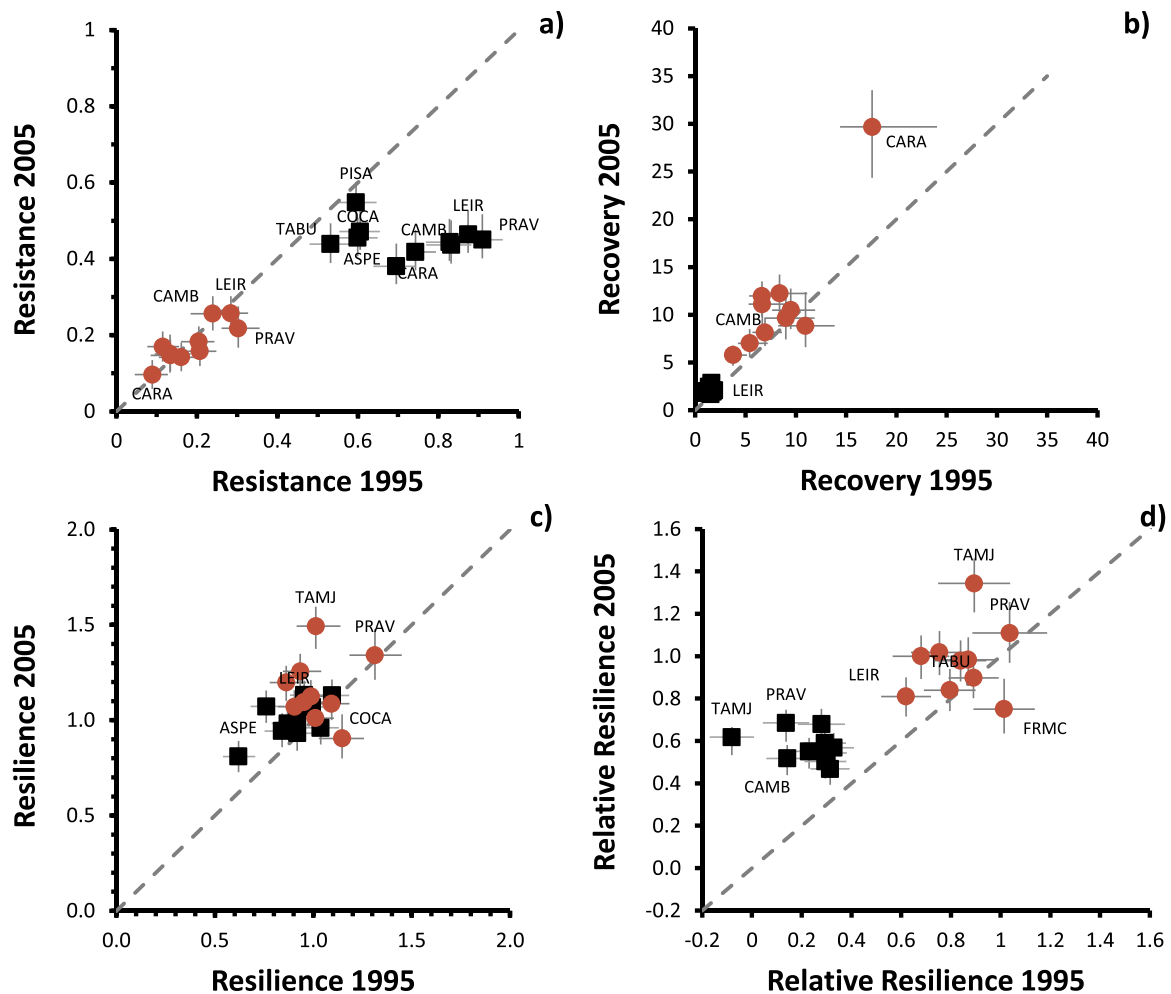 a)
1
0.8
0.6
0.4
0.2
0
Resistance 2005
PISA
TABU
COCA
ASPE
CARA
CAMB
LEIR
PRAV
CAMB
LEIR
PRAV
CARA
0 0.2 0.4 0.6 0.8 1
Resistance 1995
b)
40
35
30
25
20
15
10
5
0
Recovery 2005
CARA
CAMB
LEIR
0 5 10 15 20 25 30 35 40
Recovery 1995
c)
2.0
1.5
1.0
0.5
0.0
Resilience 2005
TAMJ
PRAV
LEIR
ASPE
COCA
0.0 0.5 1.0 1.5 2.0
Resilience 1995
d)
1.6
1.4
1.2
1.0
0.8
0.6
0.4
0.2
0.0
-0.2
Relative Resilience 2005
TAMJ
PRAV
TABU
LEIR
PRAV
TAMJ
FRMC
CAMB
-0.2 0 0.2 0.4 0.6 0.8 1 1.2 1.4 1.6
Relative Resilience 1995